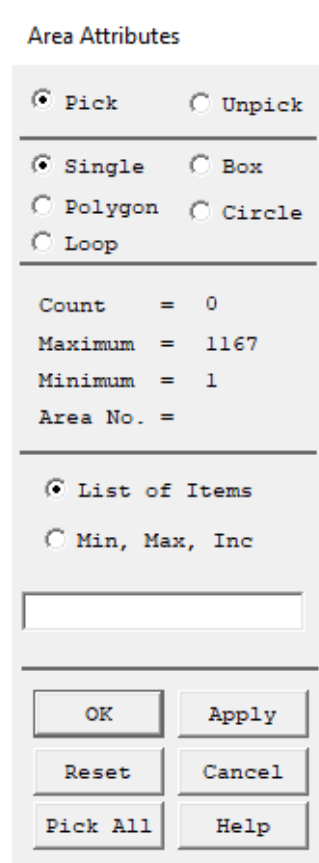 Area Attributes
Pick Unpick
Single Box
Polygon Circle
Loop
Count = 0
Maximum = 1167
Minimum = 1
Area No. =
List of Items
Min, Max, Inc
OK Apply
Reset Cancel
Pick All Help